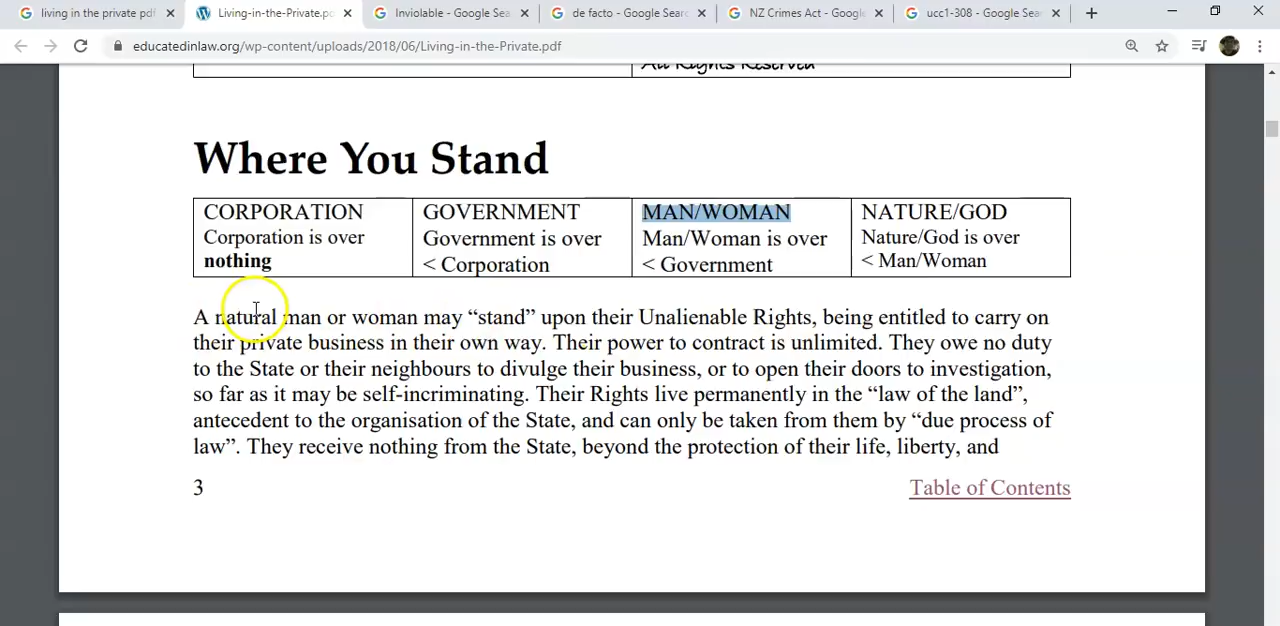 living in the private pdf
Living-in-the-Private.pc
Inviolable - Google Sea
de facto - Google Searc
NZ Crimes Act - Google
ucc1-308 - Google Sea
educatedinlaw.org/wp-content/uploads/2018/06/Living-in-the-Private.pdf
All Rights Reserved
Where You Stand
CORPORATION GOVERNMENT MAN/WOMAN NATURE/GOD
Corporation is over Government is over Man/Woman is over Nature/God is over
nothing < Corporation < Government < Man/Woman
A natural man or woman may “stand” upon their Unalienable Rights, being entitled to carry on
their private business in their own way. Their power to contract is unlimited. They owe no duty
to the State or their neighbours to divulge their business, or to open their doors to investigation,
so far as it may be self-incriminating. Their Rights live permanently in the “law of the land”,
antecedent to the organisation of the State, and can only be taken from them by “due process of
law”. They receive nothing from the State, beyond the protection of their life, liberty, and
3
Table of Contents